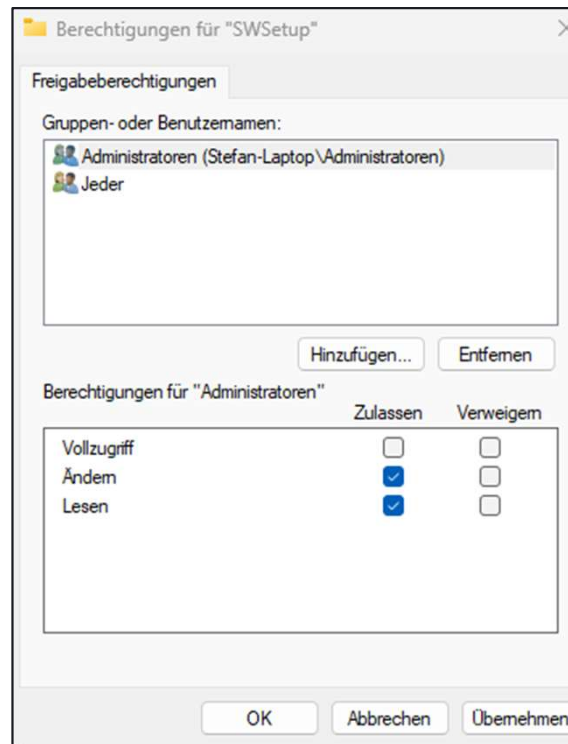 Berechtigungen für "SWSetup"
Freigabeberechtigungen
Gruppen- oder Benutzernamen:
Administratoren (Stefan-Laptop\Administratoren)
Jeder
Hinzufügen... Entfernen
Berechtigungen für "Administratoren"
Zulassen Verweigern
Vollzugriff
Ändern
Lesen
OK Abbrechen Übernehmen